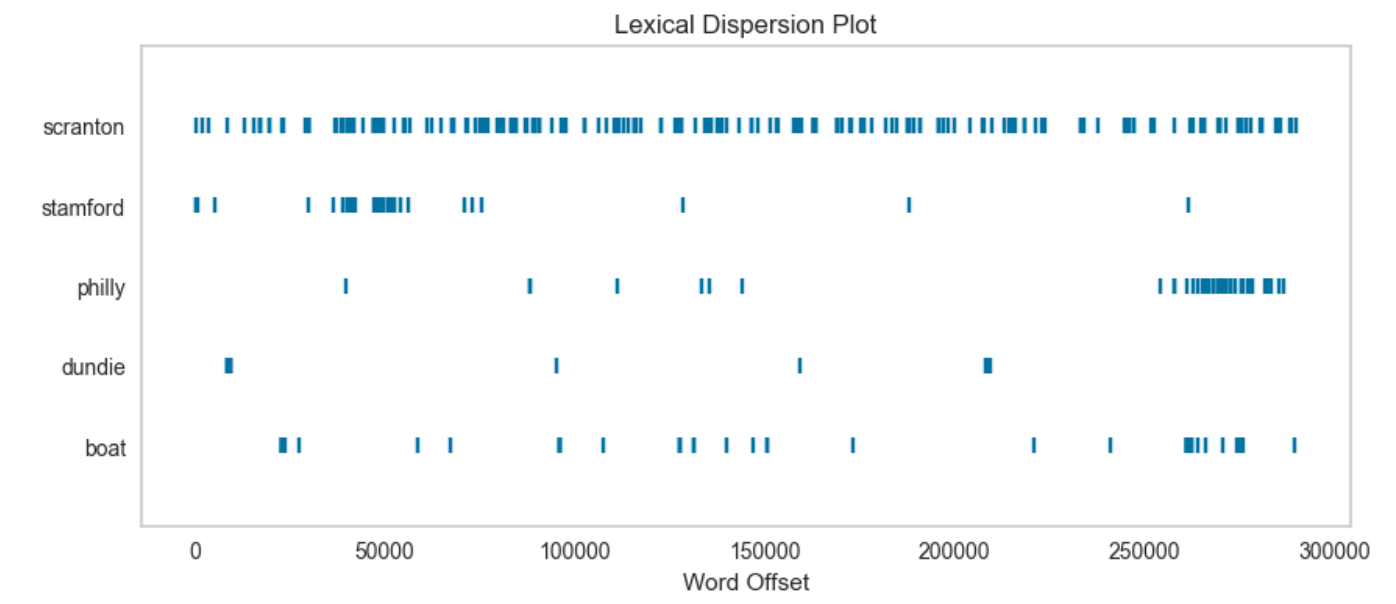 Lexical Dispersion Plot
scranton
stamford
philly
dundie
boat
0 50000 100000 150000 200000 250000 300000
Word Offset